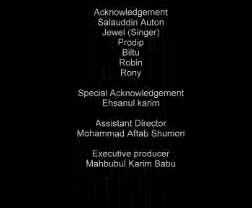 Acknowledgement
Salauddin Auton
Jewel (Singer)
Prodip
Biltu
Robin
Rony
Special Acknowledgement
Ehsanul karim
Assistant Director
Mohammad Aftab Shumon
Executive producer
Mahbubul Karim Babu